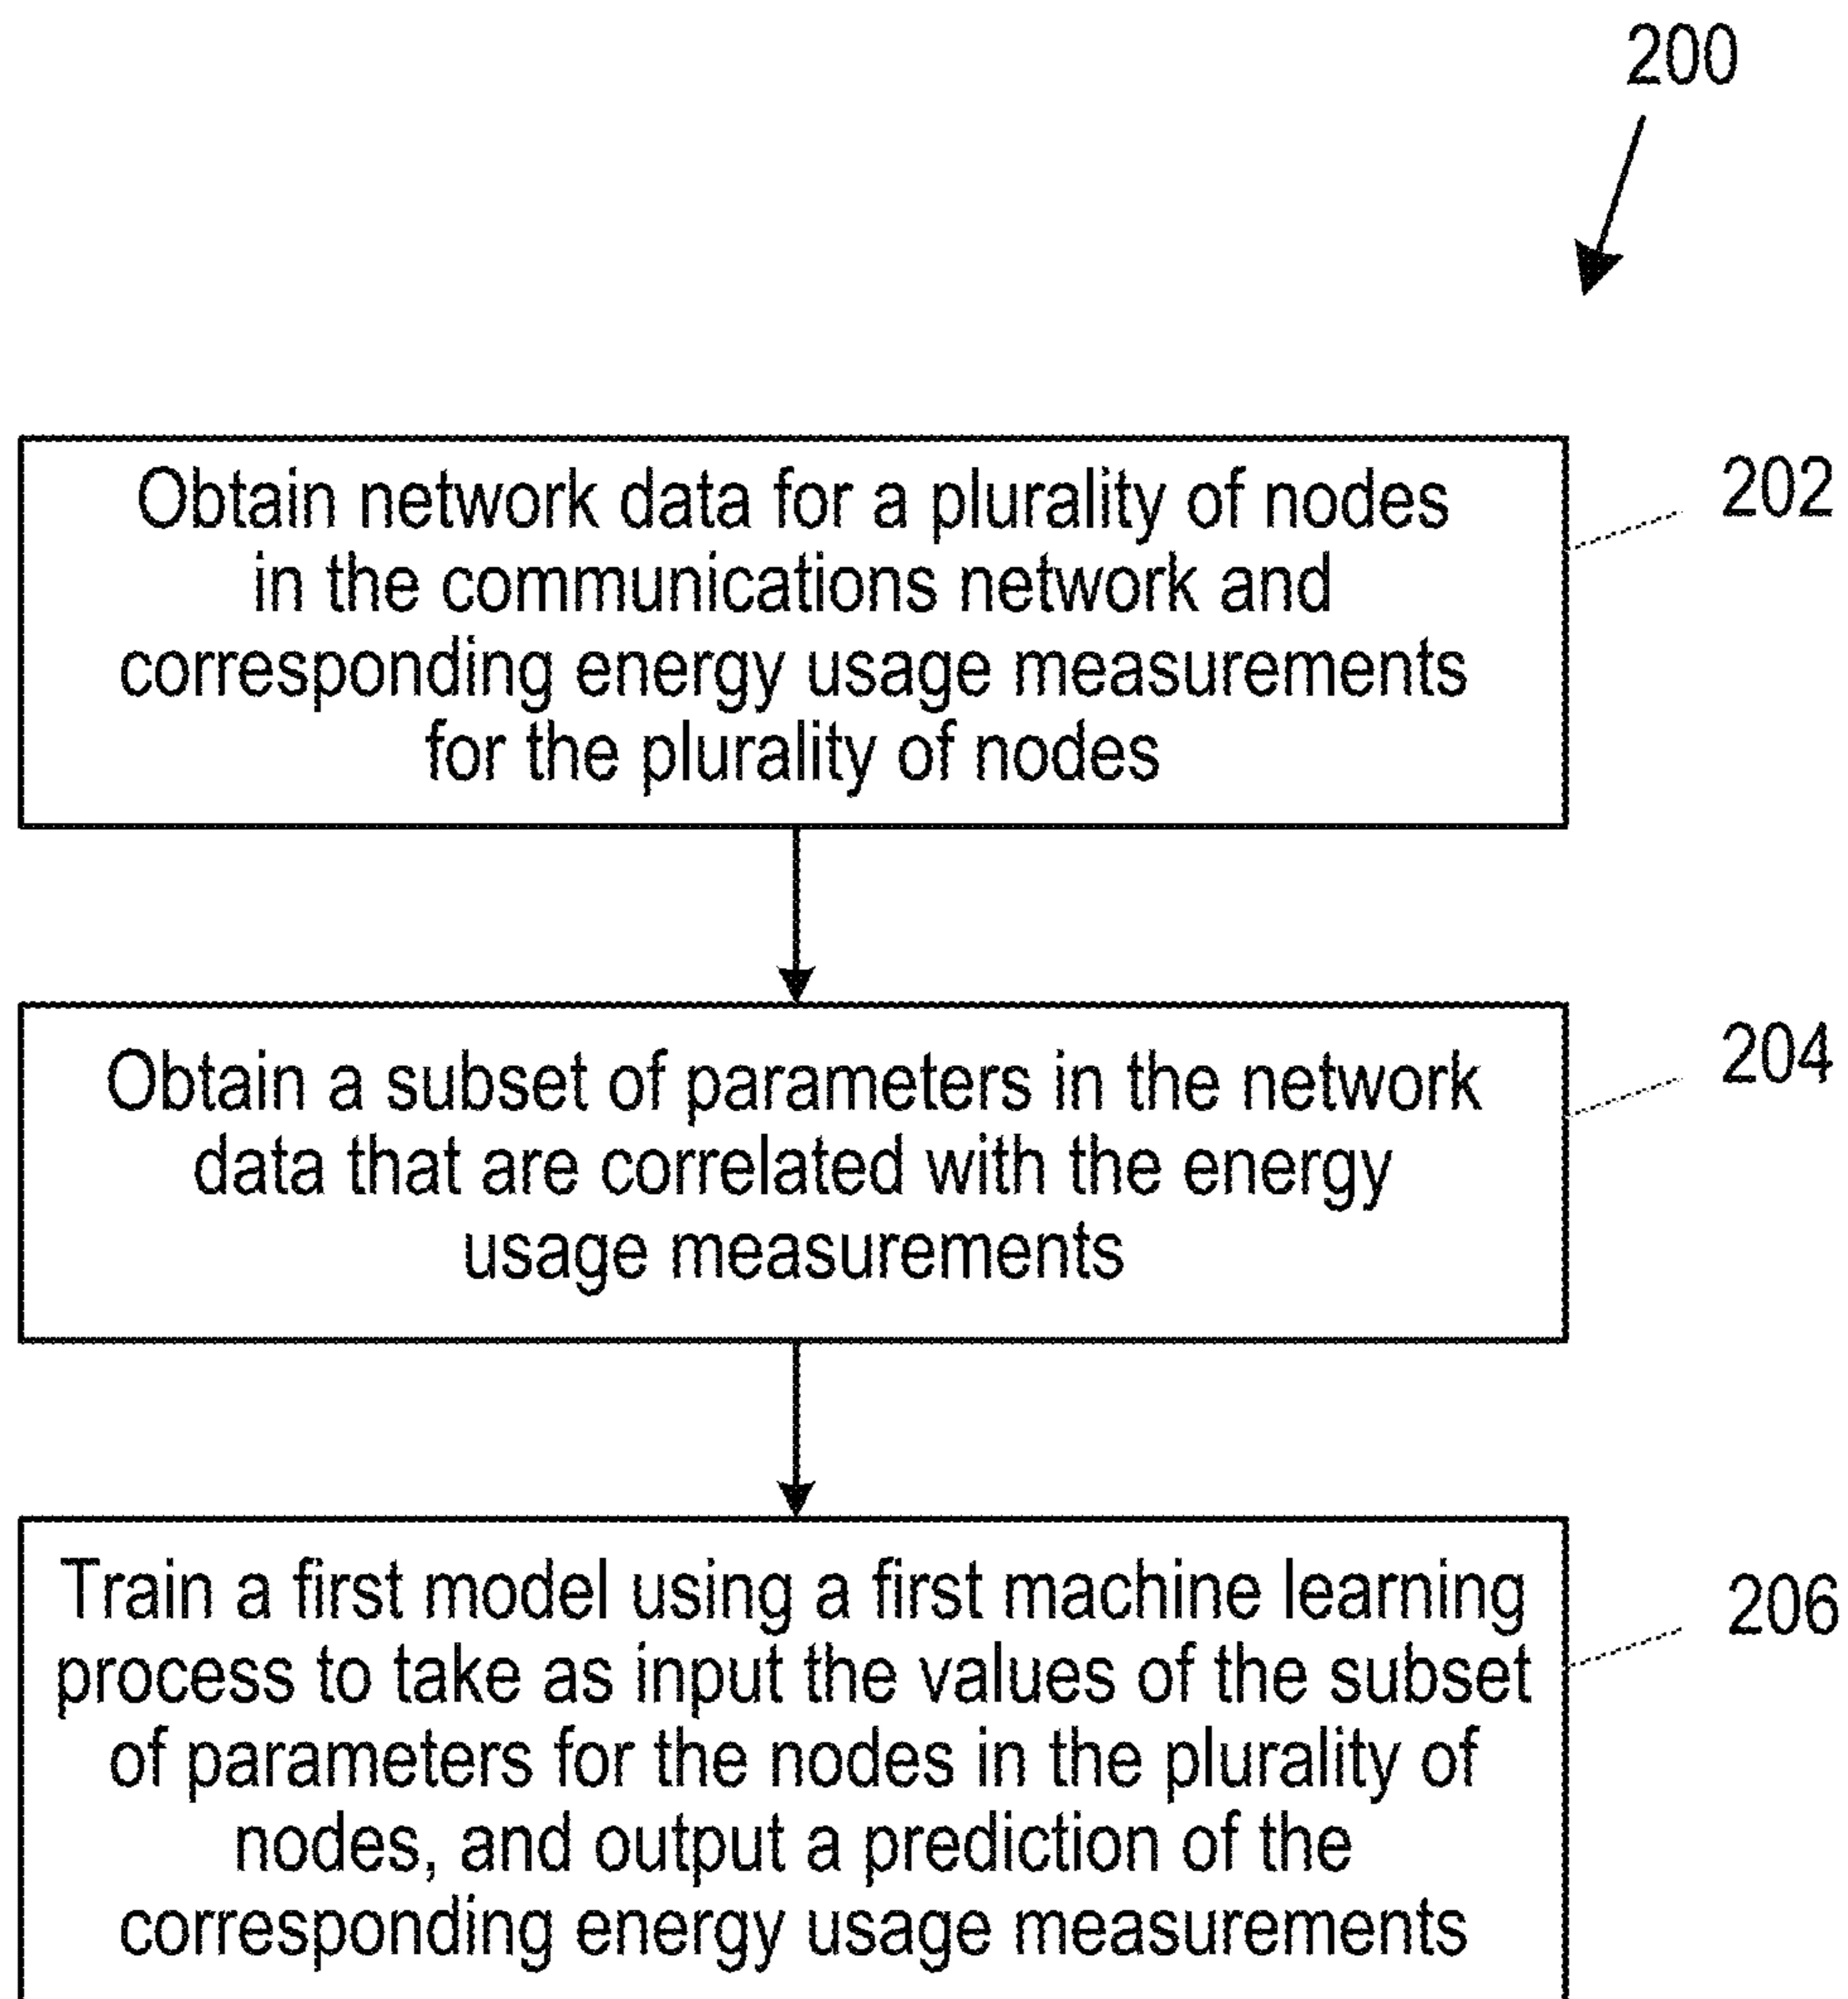 200
Obtain network data for a plurality of nodes
in the communications network and
corresponding energy usage measurements
for the plurality of nodes
202
Obtain a subset of parameters in the network
data that are correlated with the energy
usage measurements
204
Train a first model using a first machine learning
process to take as input the values of the subset
of parameters for the nodes in the plurality of
nodes, and output a prediction of the
corresponding energy usage measurements
206